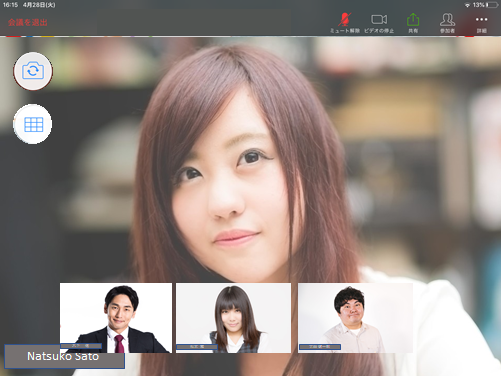 16:15 4月28日(火)
13%
会議を退出
ミュート解除
ビデオの停止
共有
参加者
詳細
Natsuko Sato